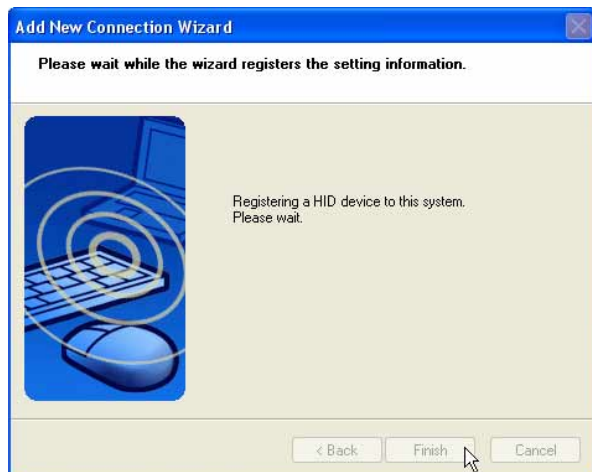 Add New Connection Wizard
Please wait while the wizard registers the setting information.
Registering a HID device to this system.
Please wait.
< Back Finish Cancel